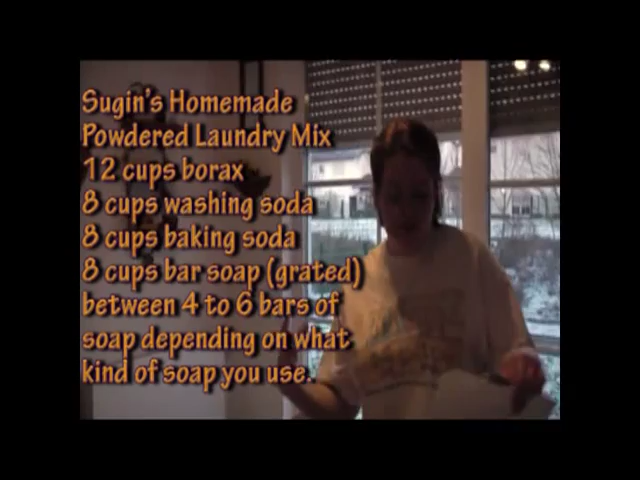 Sugin's Homemade
Powdered Laundry Mix
12 cups borax
8 cups washing soda
8 cups baking soda
8 cups bar soap (grated)
between 4 to 6 bars of
soap depending on what
kind of soap you use.